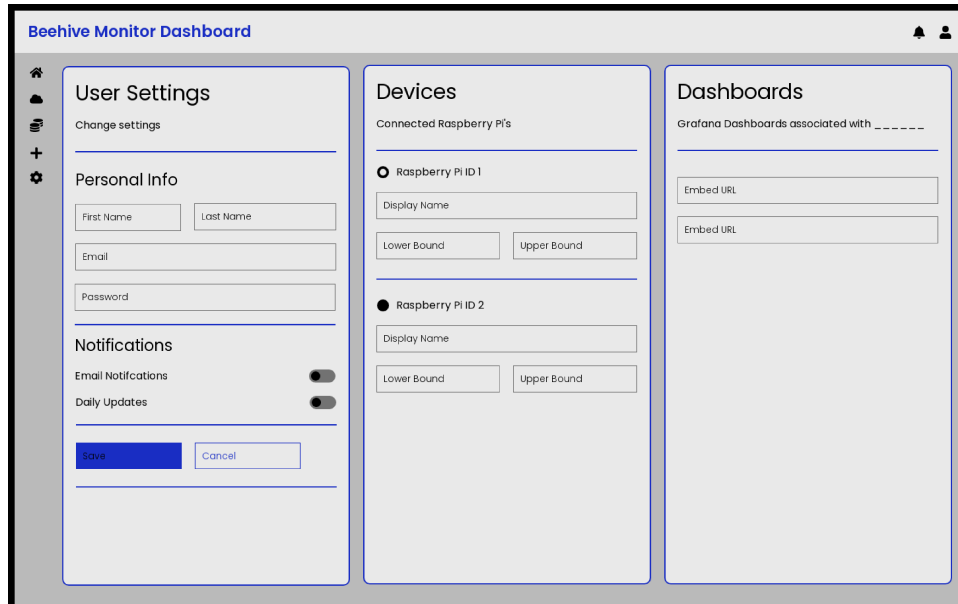 Beehive Monitor Dashboard
User Settings
Change settings
Personal Info
First Name
Last Name
Email
Password
Notifications
Email Notifcations
Daily Updates
Save
Cancel
Devices
Connected Raspberry Pi's
Raspberry Pi ID 1
Display Name
Lower Bound
Upper Bound
Raspberry Pi ID 2
Display Name
Lower Bound
Upper Bound
Dashboards
Grafana Dashboards associated with ______
Embed URL
Embed URL